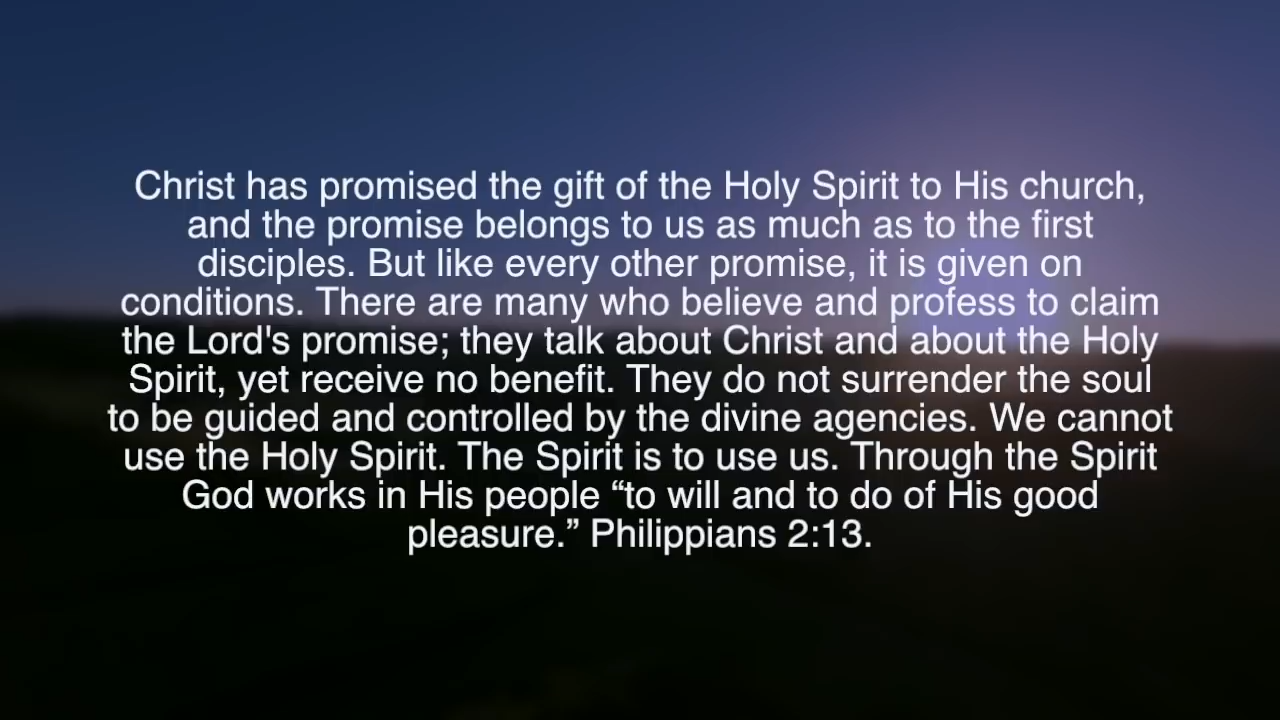 Christ has promised the gift of the Holy Spirit to His church,
and the promise belongs to us as much as to the first
disciples. But like every other promise, it is given on
conditions. There are many who believe and profess to claim
the Lord's promise; they talk about Christ and about the Holy
Spirit, yet receive no benefit. They do not surrender the soul
to be guided and controlled by the divine agencies. We cannot
use the Holy Spirit. The Spirit is to use us. Through the Spirit
God works in His people “to will and to do of His good
pleasure.” Philippians 2:13.